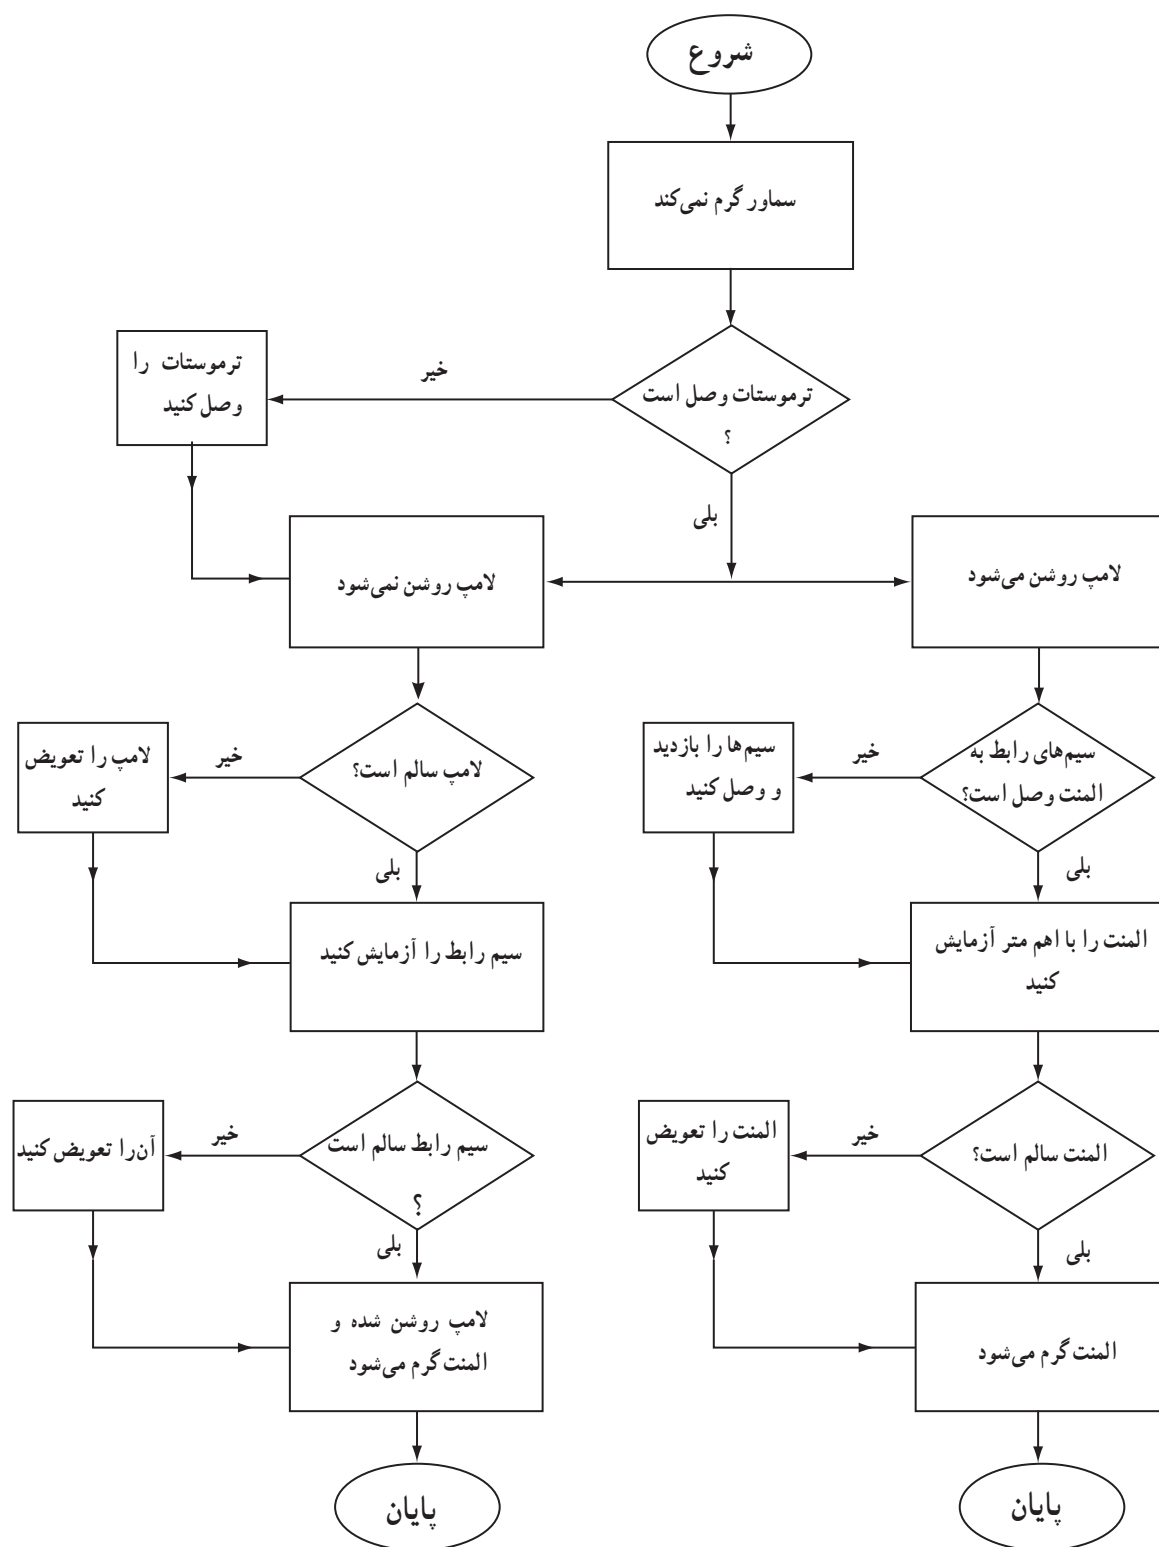 شروع
سماور گرم نمی‌کند
ترموستات وصل است
؟
خیر
ترموستات را
وصل کنید
بلی
لامپ روشن می‌شود
لامپ روشن نمی‌شود
سیم‌های رابط به
المنت وصل است؟
خیر
سیم‌ها را بازدید
و وصل کنید
بلی
المنت را با اهم متر آزمایش
کنید
المنت سالم است؟
خیر
المنت را تعویض
کنید
بلی
المنت گرم می‌شود
پایان
لامپ سالم است؟
خیر
لامپ را تعویض
کنید
بلی
سیم رابط را آزمایش کنید
سیم رابط سالم است
؟
خیر
آن را تعویض کنید
بلی
لامپ روشن شده و
المنت گرم می‌شود
پایان